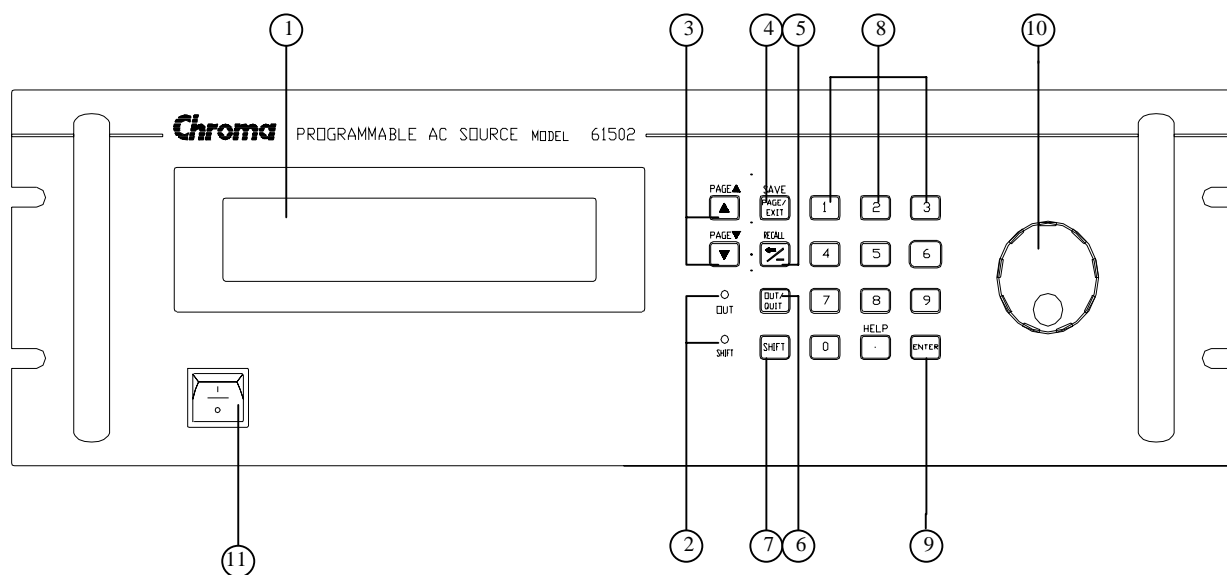 1 3 4 5 8 10
Chroma PROGRAMMABLE AC SOURCE MODEL 61502
PAGE▲ SAVE
▲ PAGE/EXIT 1 2 3
PAGE▼ RECALL
▼ 4 5 6
OUT OUT/QUIT 7 8 9
HELP
SHIFT SHIFT 0 . ENTER
I
O
11 2 7 6 9